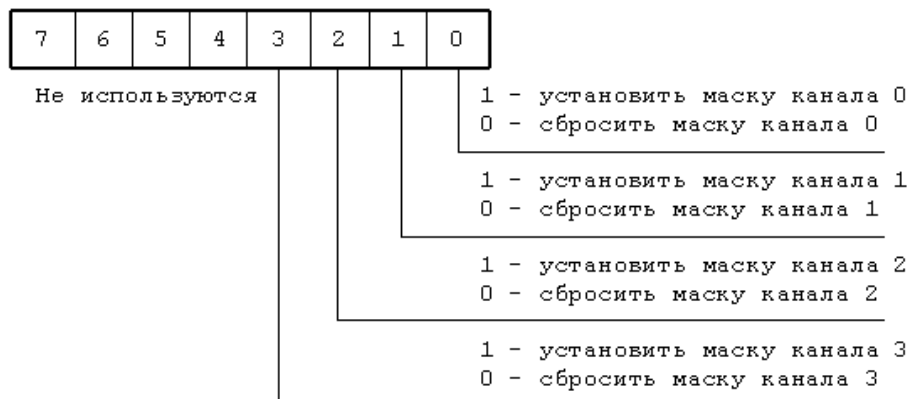 7 6 5 4 3 2 1 0
Не используются
1 - установить маску канала 0
0 - сбросить маску канала 0
1 - установить маску канала 1
0 - сбросить маску канала 1
1 - установить маску канала 2
0 - сбросить маску канала 2
1 - установить маску канала 3
0 - сбросить маску канала 3